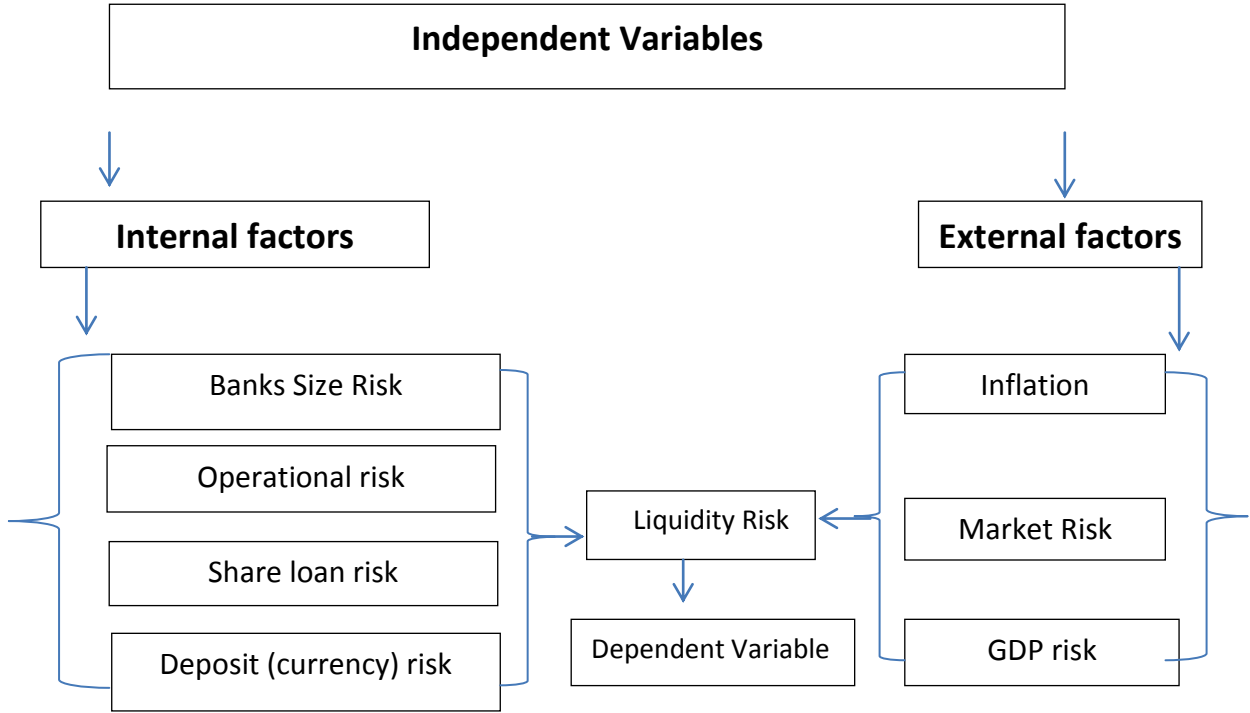 Independent Variables
Internal factors
External factors
Banks Size Risk
Operational risk
Share loan risk
Deposit (currency) risk
Liquidity Risk
Dependent Variable
Inflation
Market Risk
GDP risk